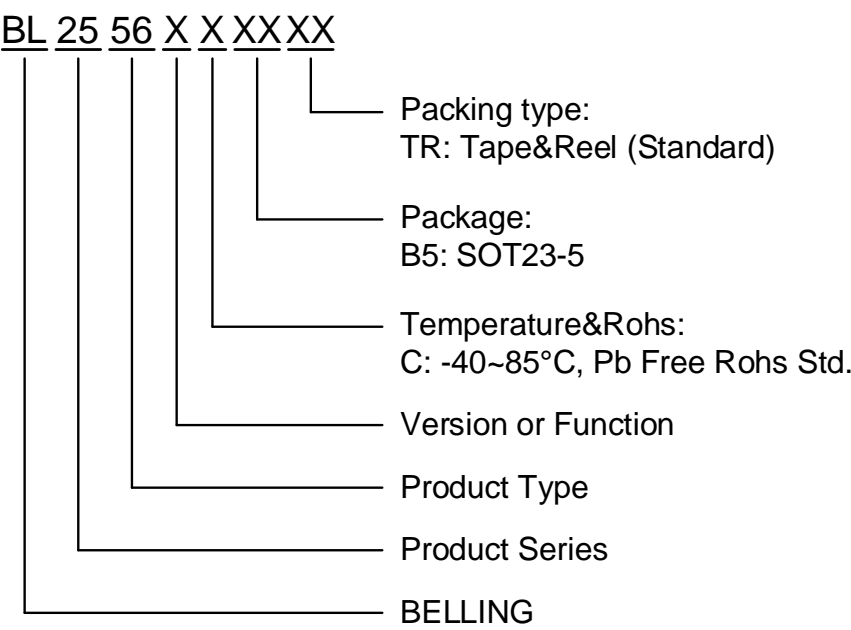 BL 25 56 X X XX XX
Packing type:
TR: Tape&Reel (Standard)
Package:
B5: SOT23-5
Temperature&Rohs:
C: -40~85°C, Pb Free Rohs Std.
Version or Function
Product Type
Product Series
BELLING